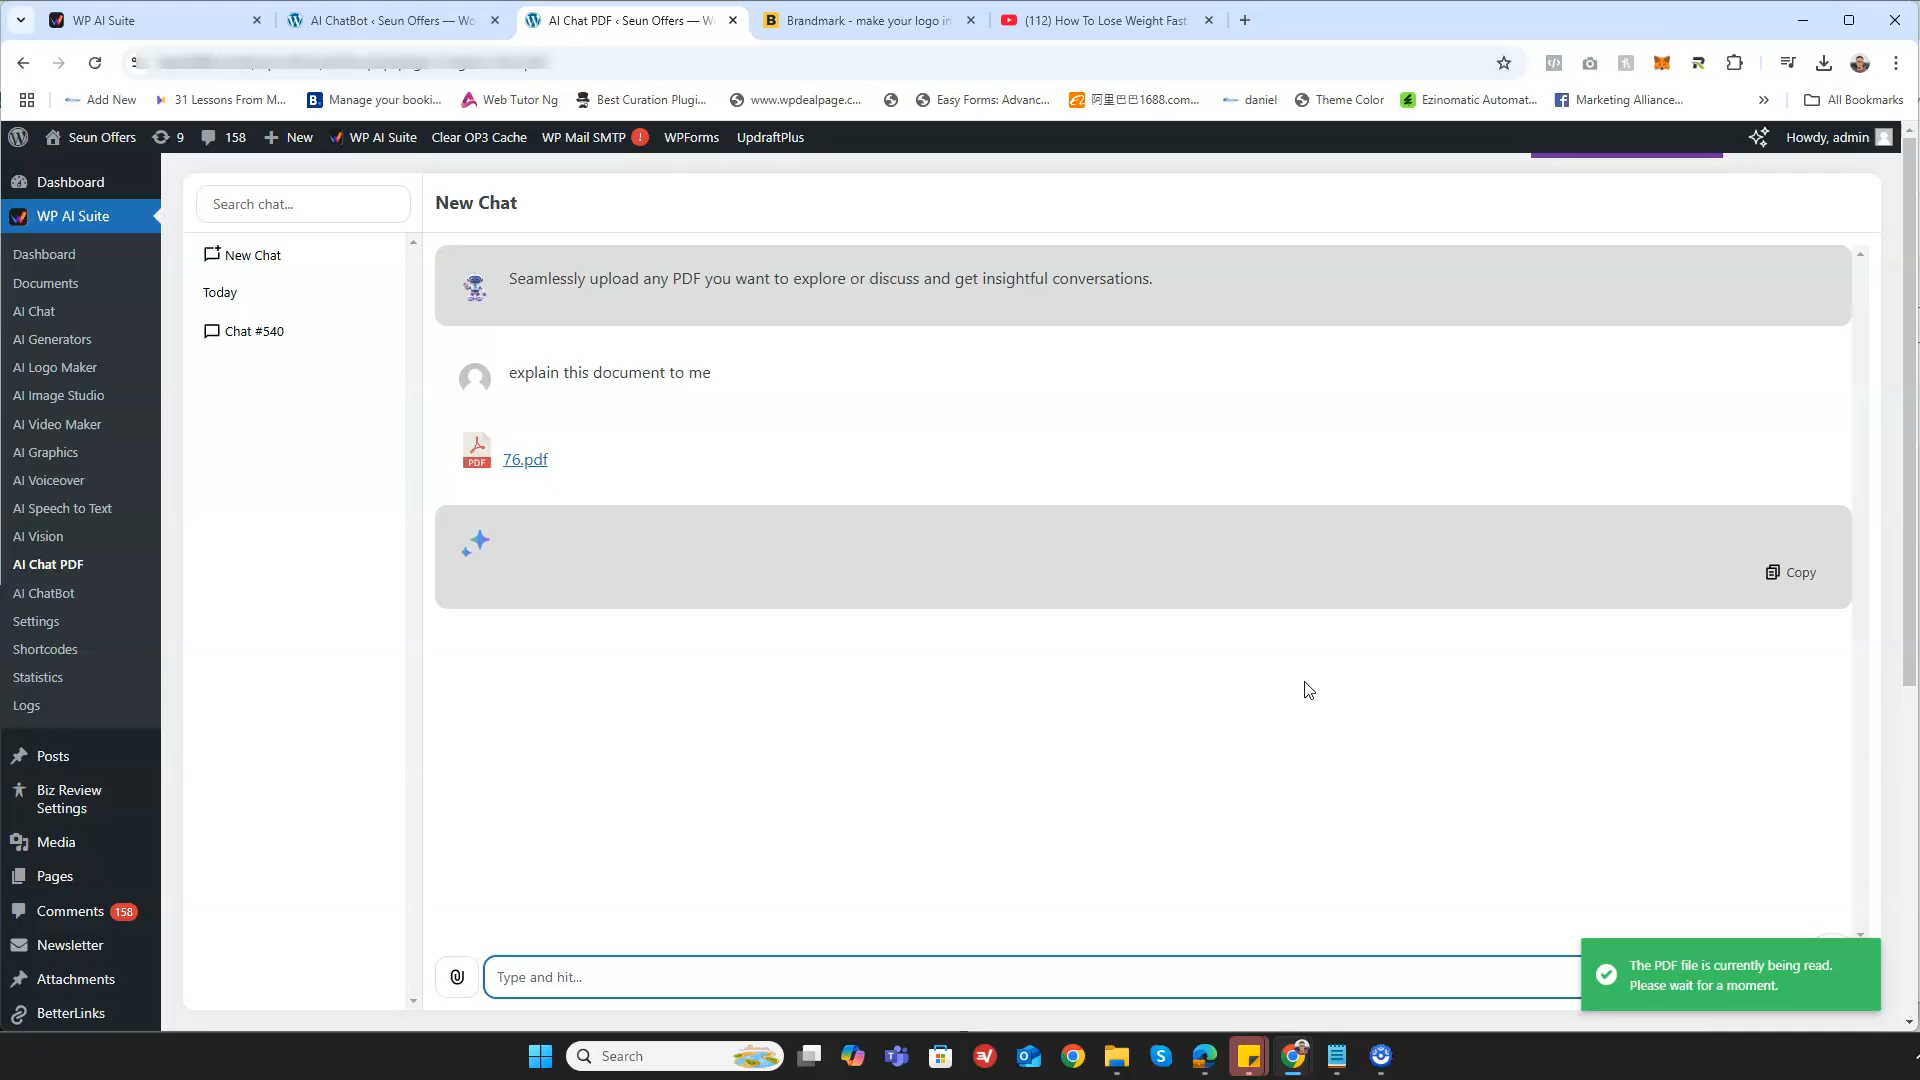 WP AI Suite
AI ChatBot ‹ Seun Offers — Wo
AI Chat PDF ‹ Seun Offers — W
Brandmark - make your logo in
(112) How To Lose Weight Fast
Add New
31 Lessons From M...
Manage your booki...
Web Tutor Ng
Best Curation Plugi...
www.wpdealpage.c...
Easy Forms: Advanc...
阿里巴巴1688.com...
daniel
Theme Color
Ezinomatic Automat...
Marketing Alliance...
All Bookmarks
Seun Offers
9
158
New
WP AI Suite
Clear OP3 Cache
WP Mail SMTP !
WPForms
UpdraftPlus
Howdy, admin
Dashboard
WP AI Suite
Dashboard
Documents
AI Chat
AI Generators
AI Logo Maker
AI Image Studio
AI Video Maker
AI Graphics
AI Voiceover
AI Speech to Text
AI Vision
AI Chat PDF
AI ChatBot
Settings
Shortcodes
Statistics
Logs
Posts
Biz Review
Settings
Media
Pages
Comments 158
Newsletter
Attachments
BetterLinks
Search chat...
New Chat
Today
Chat #540
New Chat
Seamlessly upload any PDF you want to explore or discuss and get insightful conversations.
explain this document to me
PDF
76.pdf
Copy
Type and hit...
The PDF file is currently being read.
Please wait for a moment.
Search